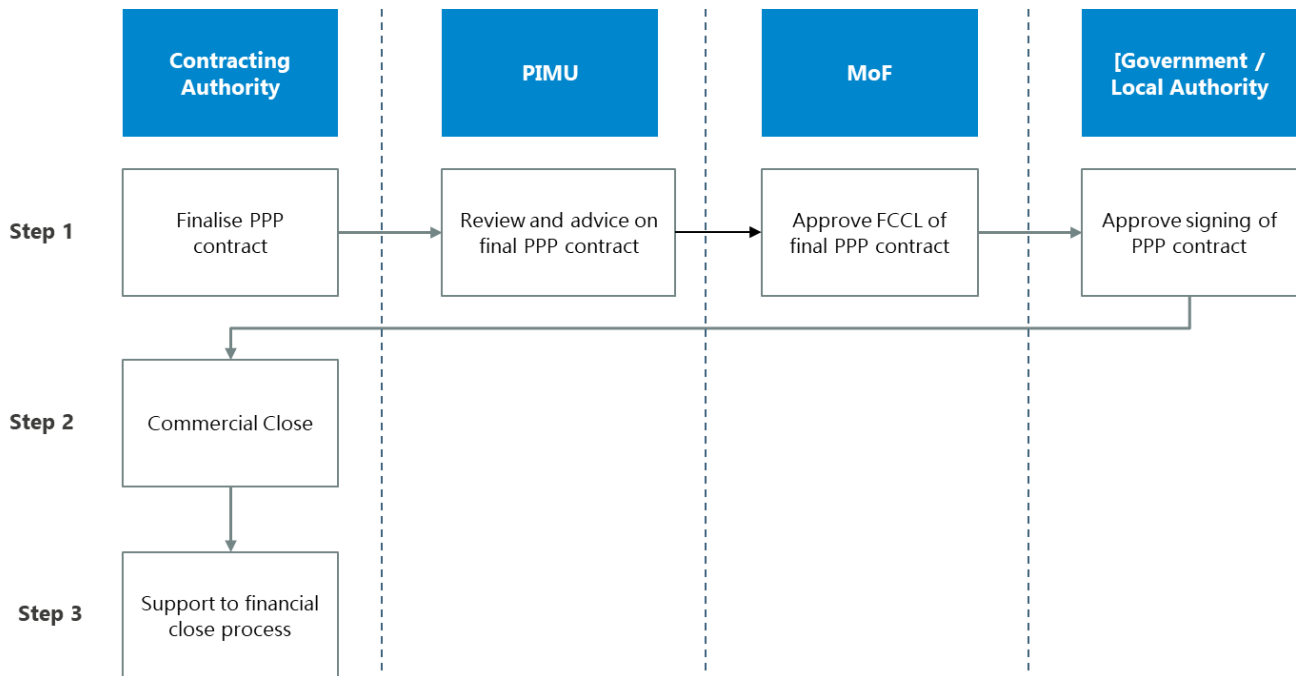 Contracting
Authority
PIMU
MoF
[Government /
Local Authority
Step 1
Finalise PPP
contract
Review and advice on
final PPP contract
Approve FCCL of
final PPP contract
Approve signing of
PPP contract
Step 2
Commercial Close
Step 3
Support to financial
close process